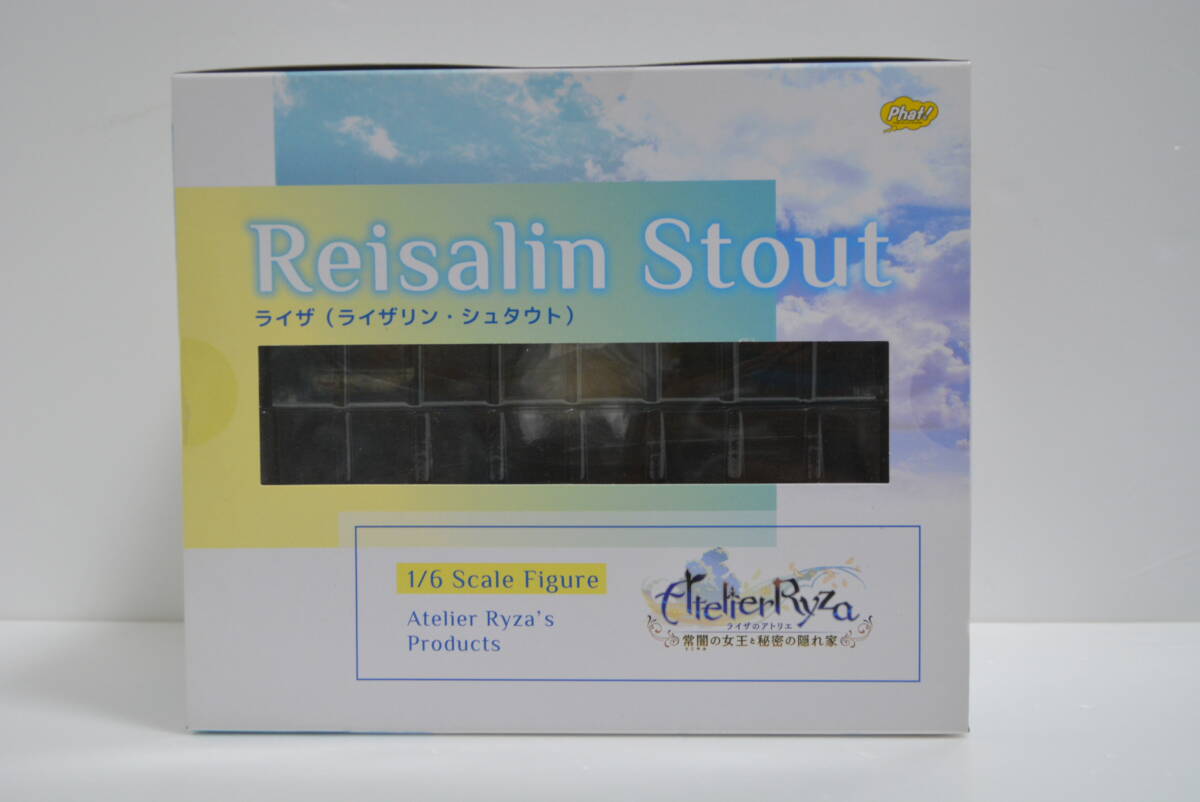 Phat!
Reisalin Stout
ライザ（ライザリン・シュタウト）
1/6 Scale Figure
Atelier Ryza's
Products
Atelier Ryza
ライザのアトリエ
常闇の女王と秘密の隠れ家